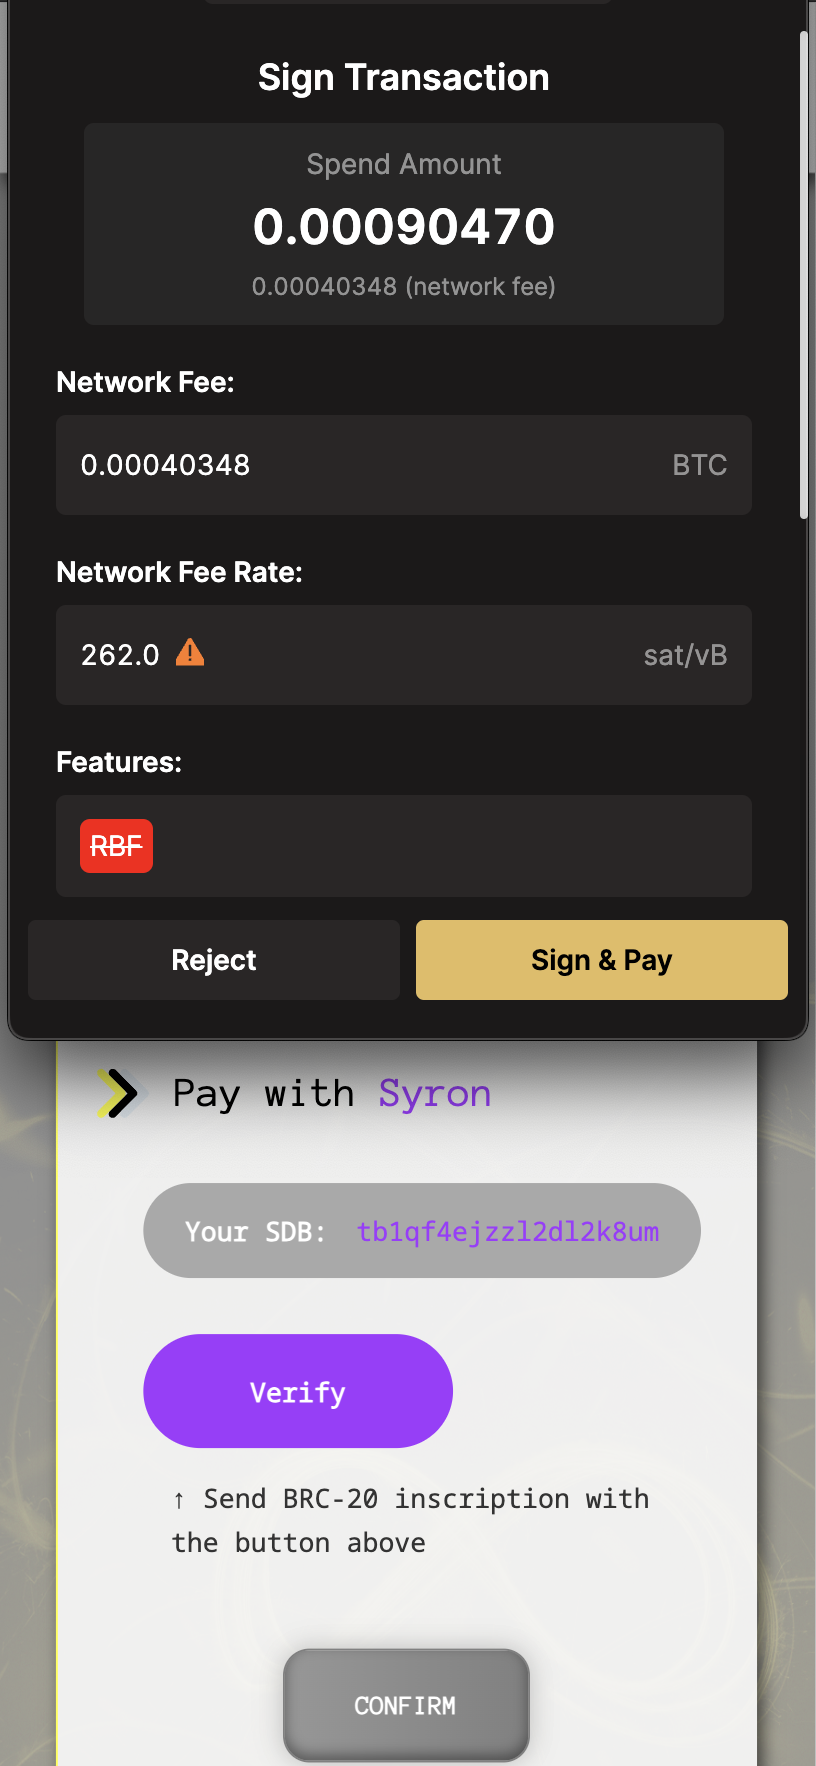 Sign Transaction
Spend Amount
0.00090470
0.00040348 (network fee)
Network Fee:
0.00040348 BTC
Network Fee Rate:
262.0 sat/vB
Features:
RBF
Reject Sign & Pay
Pay with Syron
Your SDB: tb1qf4ejzzl2dl2k8um
Verify
↑ Send BRC-20 inscription with
the button above
CONFIRM